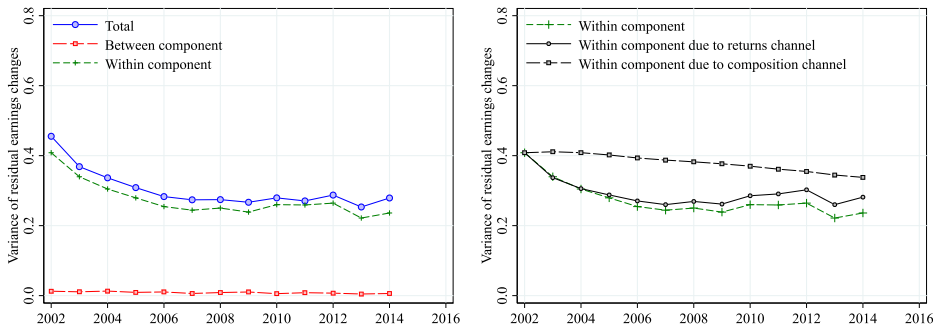 Total
Between component
Within component
Variance of residual earnings changes
0.8
0.6
0.4
0.2
0.0
2002 2004 2006 2008 2010 2012 2014 2016
Within component
Within component due to returns channel
Within component due to composition channel
Variance of residual earnings changes
0.8
0.6
0.4
0.2
0.0
2002 2004 2006 2008 2010 2012 2014 2016